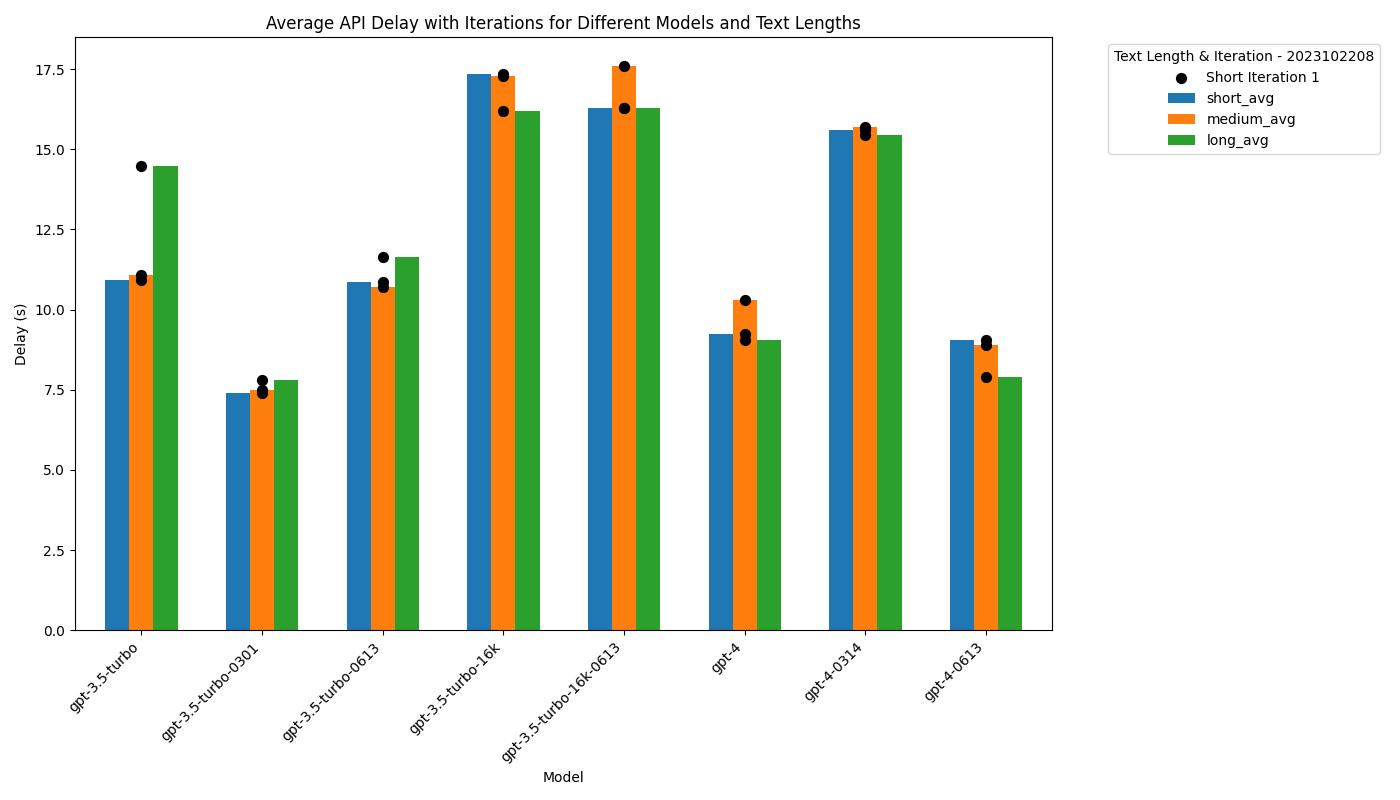 Average API Delay with Iterations for Different Models and Text Lengths
Text Length & Iteration - 2023102208
Short Iteration 1
short_avg
medium_avg
long_avg
17.5
15.0
12.5
10.0
7.5
5.0
2.5
0.0
Delay (s)
gpt-3.5-turbo
gpt-3.5-turbo-0301
gpt-3.5-turbo-0613
gpt-3.5-turbo-16k
gpt-3.5-turbo-16k-0613
gpt-4
gpt-4-0314
gpt-4-0613
Model